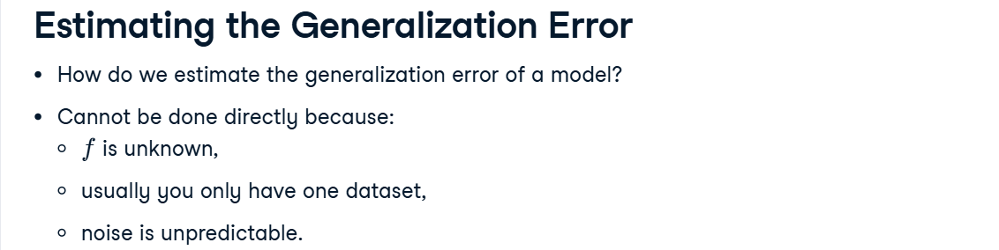 Estimating the Generalization Error
• How do we estimate the generalization error of a model?
• Cannot be done directly because:
○ f is unknown,
○ usually you only have one dataset,
○ noise is unpredictable.